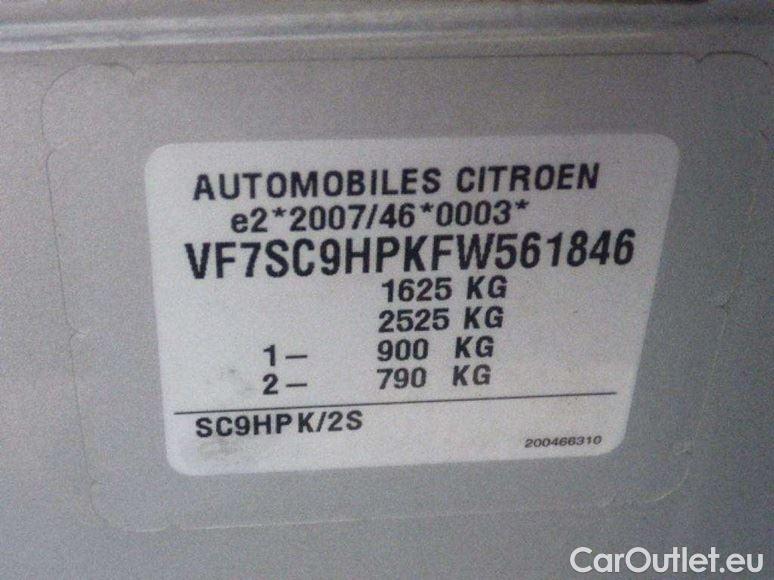 AUTOMOBILES CITROEN
e2*2007/46*0003*
VF7SC9HPKFW561846
1625 KG
2525 KG
1– 900 KG
2– 790 KG
SC9HPK/2S
200466310
CarOutlet.eu